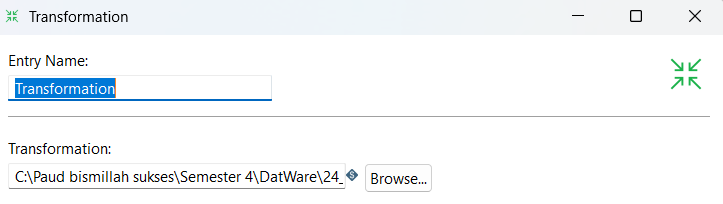 Transformation
Entry Name:
Transformation
Transformation:
C:\Paud bismillah sukses\Semester 4\DatWare\24_
Browse...